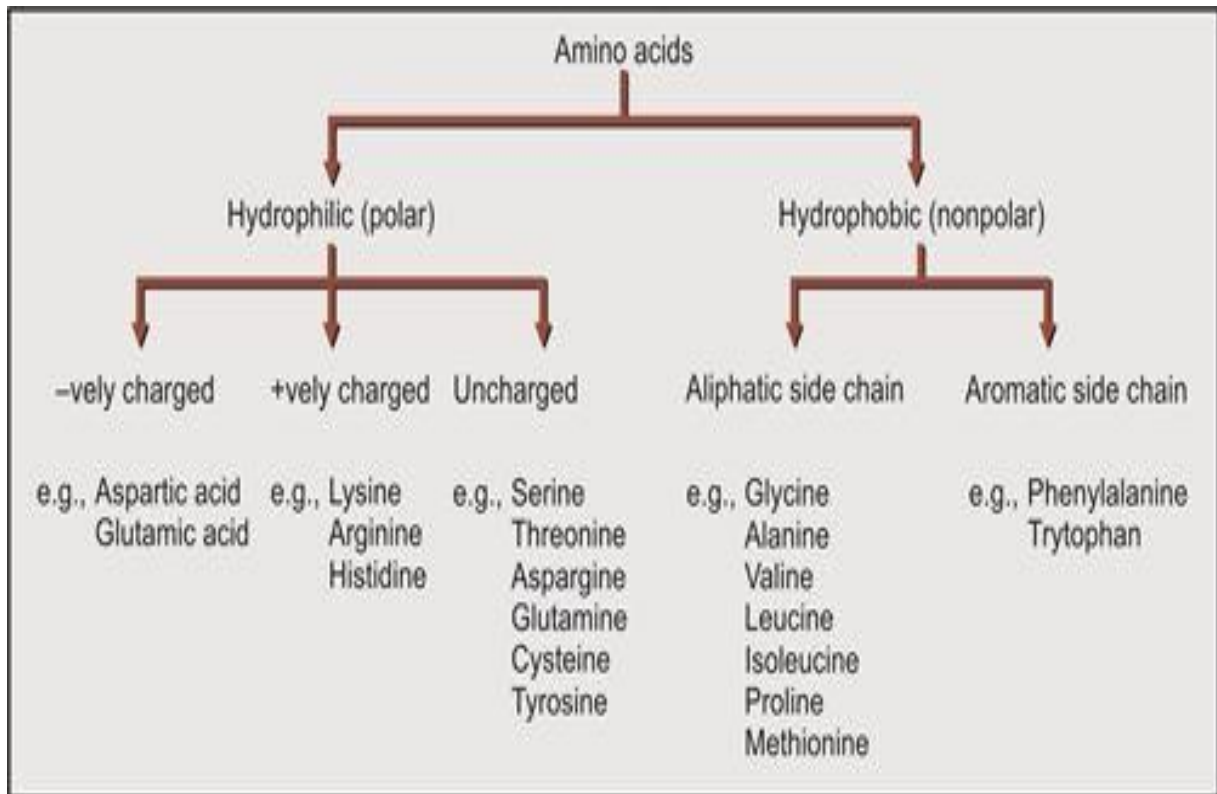 Amino acids
Hydrophilic (polar)
Hydrophobic (nonpolar)
–vely charged
+vely charged
Uncharged
Aliphatic side chain
Aromatic side chain
e.g., Aspartic acid
Glutamic acid
e.g., Lysine
Arginine
Histidine
e.g., Serine
Threonine
Aspargine
Glutamine
Cysteine
Tyrosine
e.g., Glycine
Alanine
Valine
Leucine
Isoleucine
Proline
Methionine
e.g., Phenylalanine
Trytophan